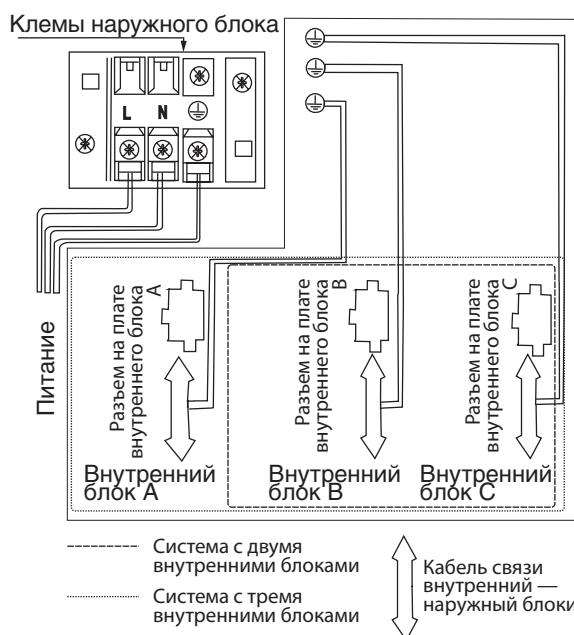 Клемы наружного блока
L N
Питание
Разъем на плате
внутреннего блока
A
Разъем на плате
внутреннего блока
B
Разъем на плате
внутреннего блока
C
Внутренний
блок A
Внутренний
блок B
Внутренний
блок C
Система с двумя
внутренними блоками
Система с тремя
внутренними блоками
Кабель связи
внутренний —
наружный блоки